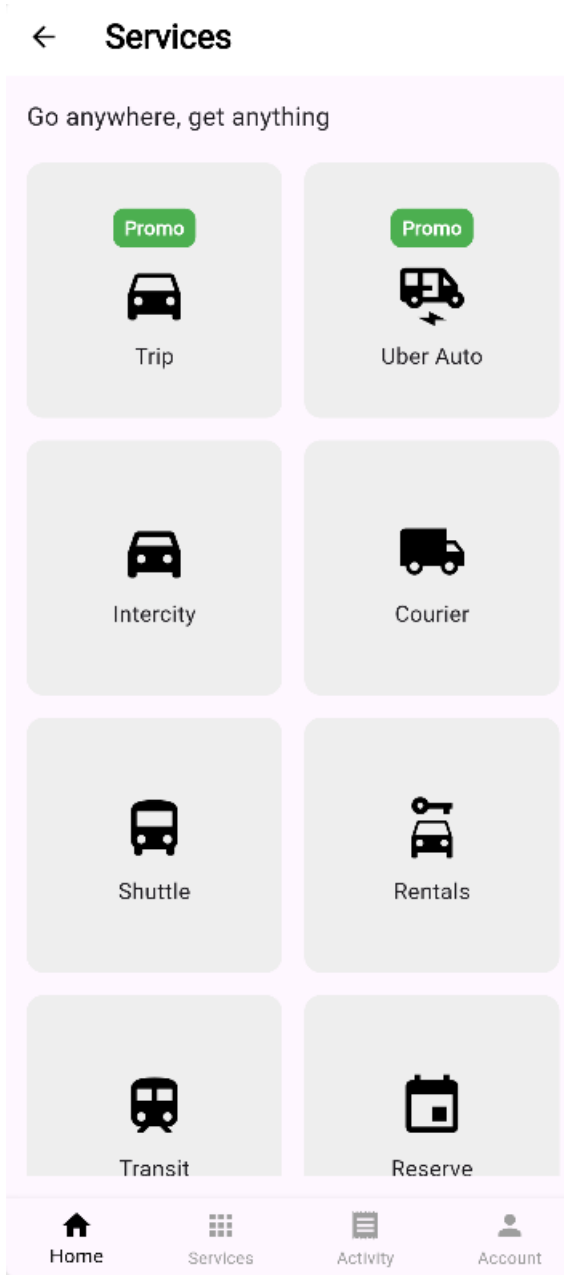 Services
Go anywhere, get anything
Promo
Promo
Trip
Uber Auto
Intercity
Courier
Shuttle
Rentals
Transit
Reserve
Home
Services
Activity
Account